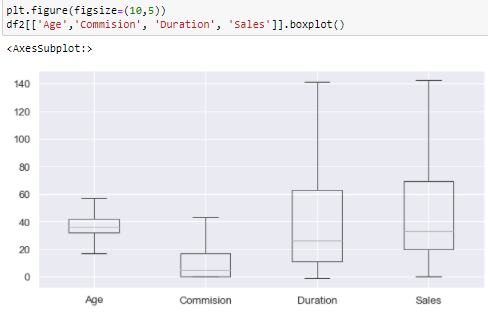 plt.figure(figsize=(10,5))
df2[['Age','Commision', 'Duration', 'Sales']].boxplot()
<AxesSubplot:>
140
120
100
80
60
40
20
0
Age Commision Duration Sales